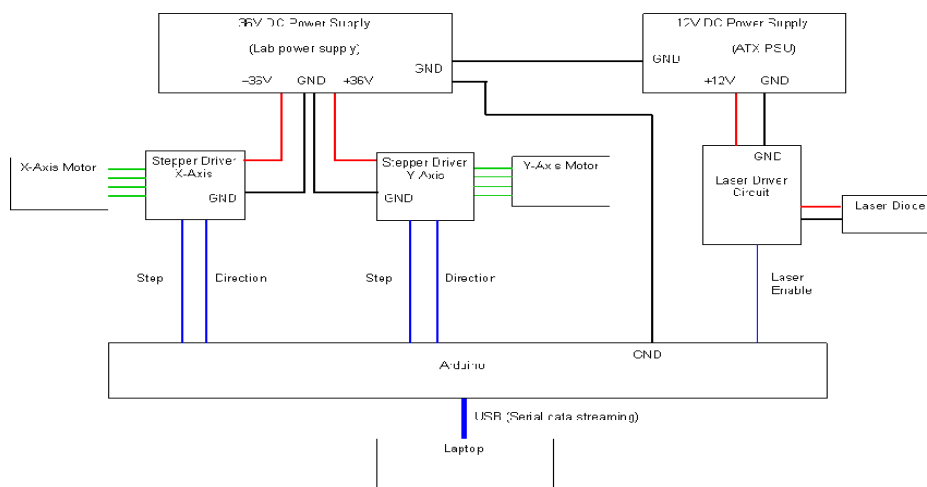 36V DC Power Supply
(Lab power supply)
GND
+36V GND +36V
12V DC Power Supply
(ATX PSU)
GND
+12V GND
X-Axis Motor
Stepper Driver
X-Axis
GND
Stepper Driver
Y-Axis
GND
Y-Axis Motor
GND
Laser Driver
Circuit
Laser Diode
Step
Direction
Step
Direction
Laser
Enable
GND
Arduino
USB (Serial data streaming)
Laptop